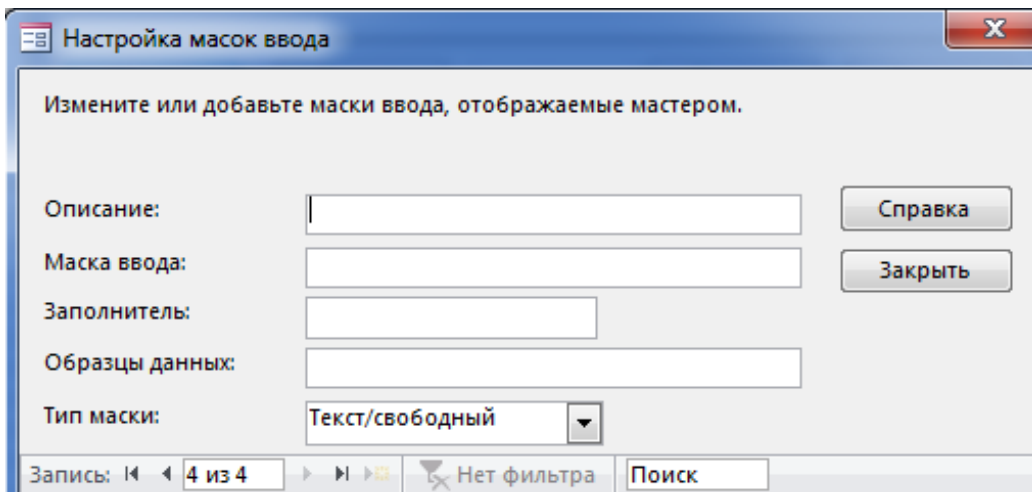 Настройка масок ввода
Измените или добавьте маски ввода, отображаемые мастером.
Описание:
Справка
Маска ввода:
Закрыть
Заполнитель:
Образцы данных:
Тип маски: Текст/свободный
Запись: 4 из 4 Нет фильтра Поиск